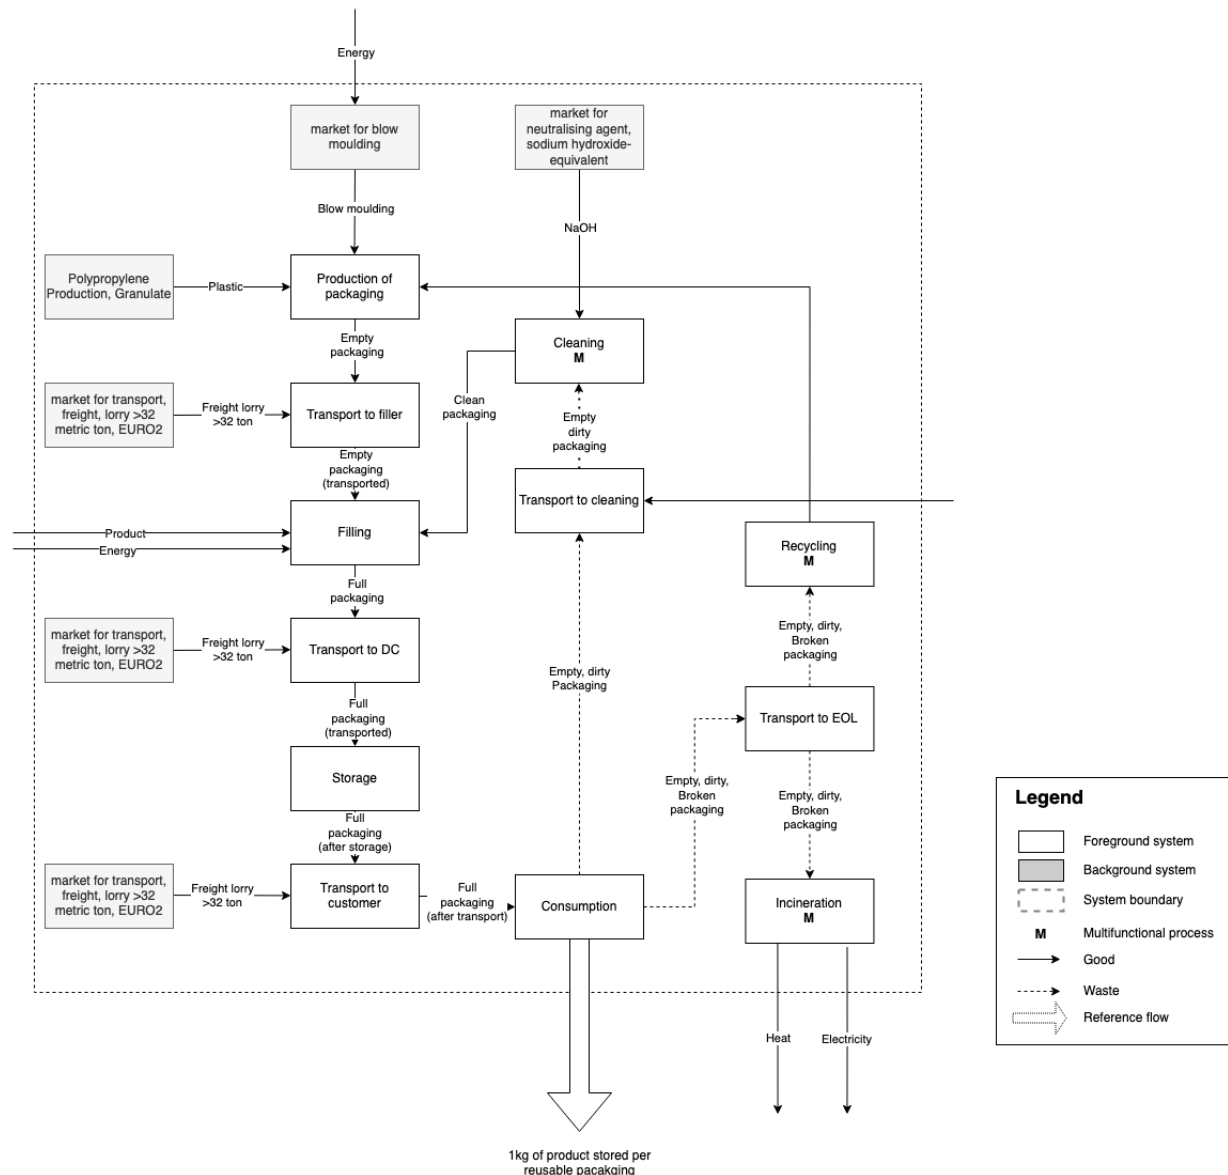 Energy
market for blow
moulding
market for
neutralising agent,
sodium hydroxide-
equivalent
Blow moulding
NaOH
Polypropylene
Production, Granulate
Plastic
Production of
packaging
Empty
packaging
Cleaning
M
market for transport,
freight, lorry >32
metric ton, EURO2
Freight lorry
>32 ton
Transport to filler
Clean
packaging
Empty
dirty
packaging
Empty
packaging
(transported)
Transport to cleaning
Product
Energy
Filling
Recycling
M
Full
packaging
market for transport,
freight, lorry >32
metric ton, EURO2
Freight lorry
>32 ton
Transport to DC
Empty, dirty,
Broken
packaging
Empty, dirty
Packaging
Full
packaging
(transported)
Transport to EOL
Storage
Empty, dirty,
Broken
packaging
Empty, dirty,
Broken
packaging
Full
packaging
(after storage)
market for transport,
freight, lorry >32
metric ton, EURO2
Freight lorry
>32 ton
Transport to
customer
Full
packaging
(after transport)
Consumption
Incineration
M
Heat
Electricity
1kg of product stored per
reusable pacakging
Legend
Foreground system
Background system
System boundary
M
Multifunctional process
Good
Waste
Reference flow